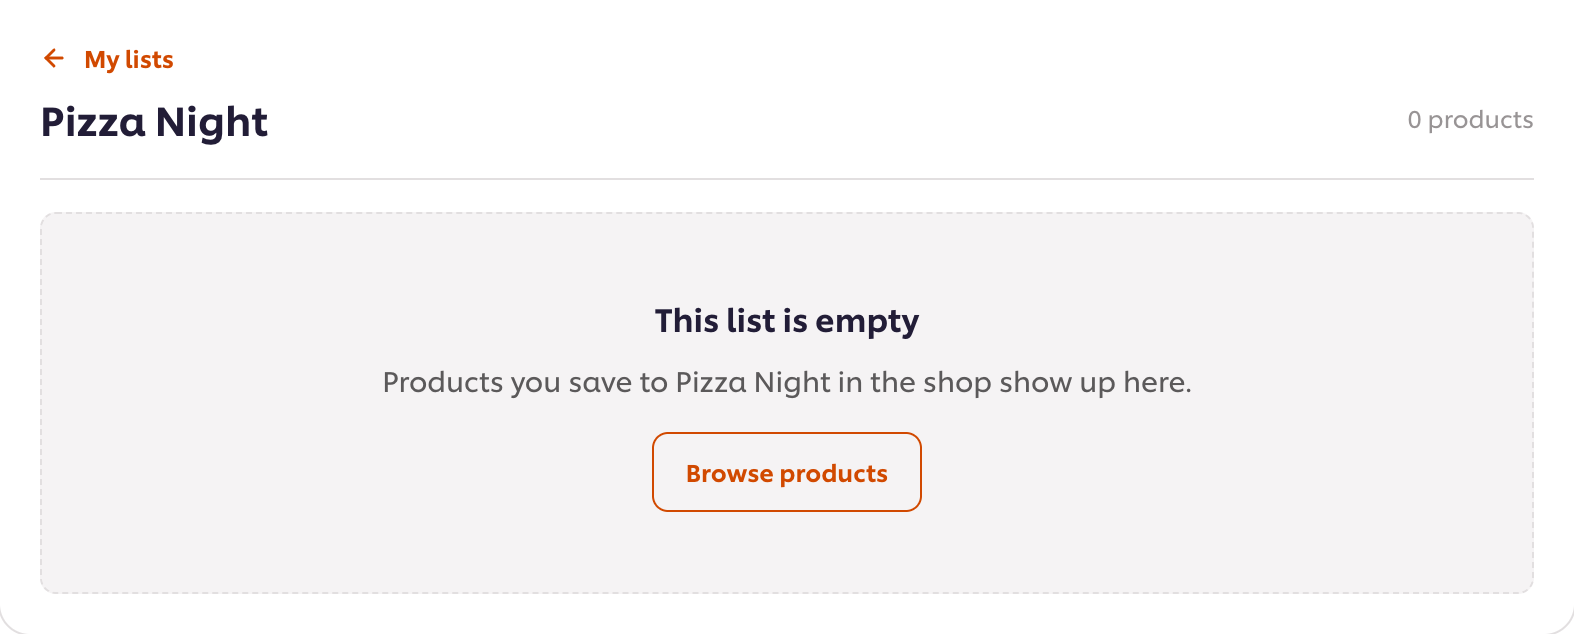 My lists
Pizza Night
0 products
This list is empty
Products you save to Pizza Night in the shop show up here.
Browse products